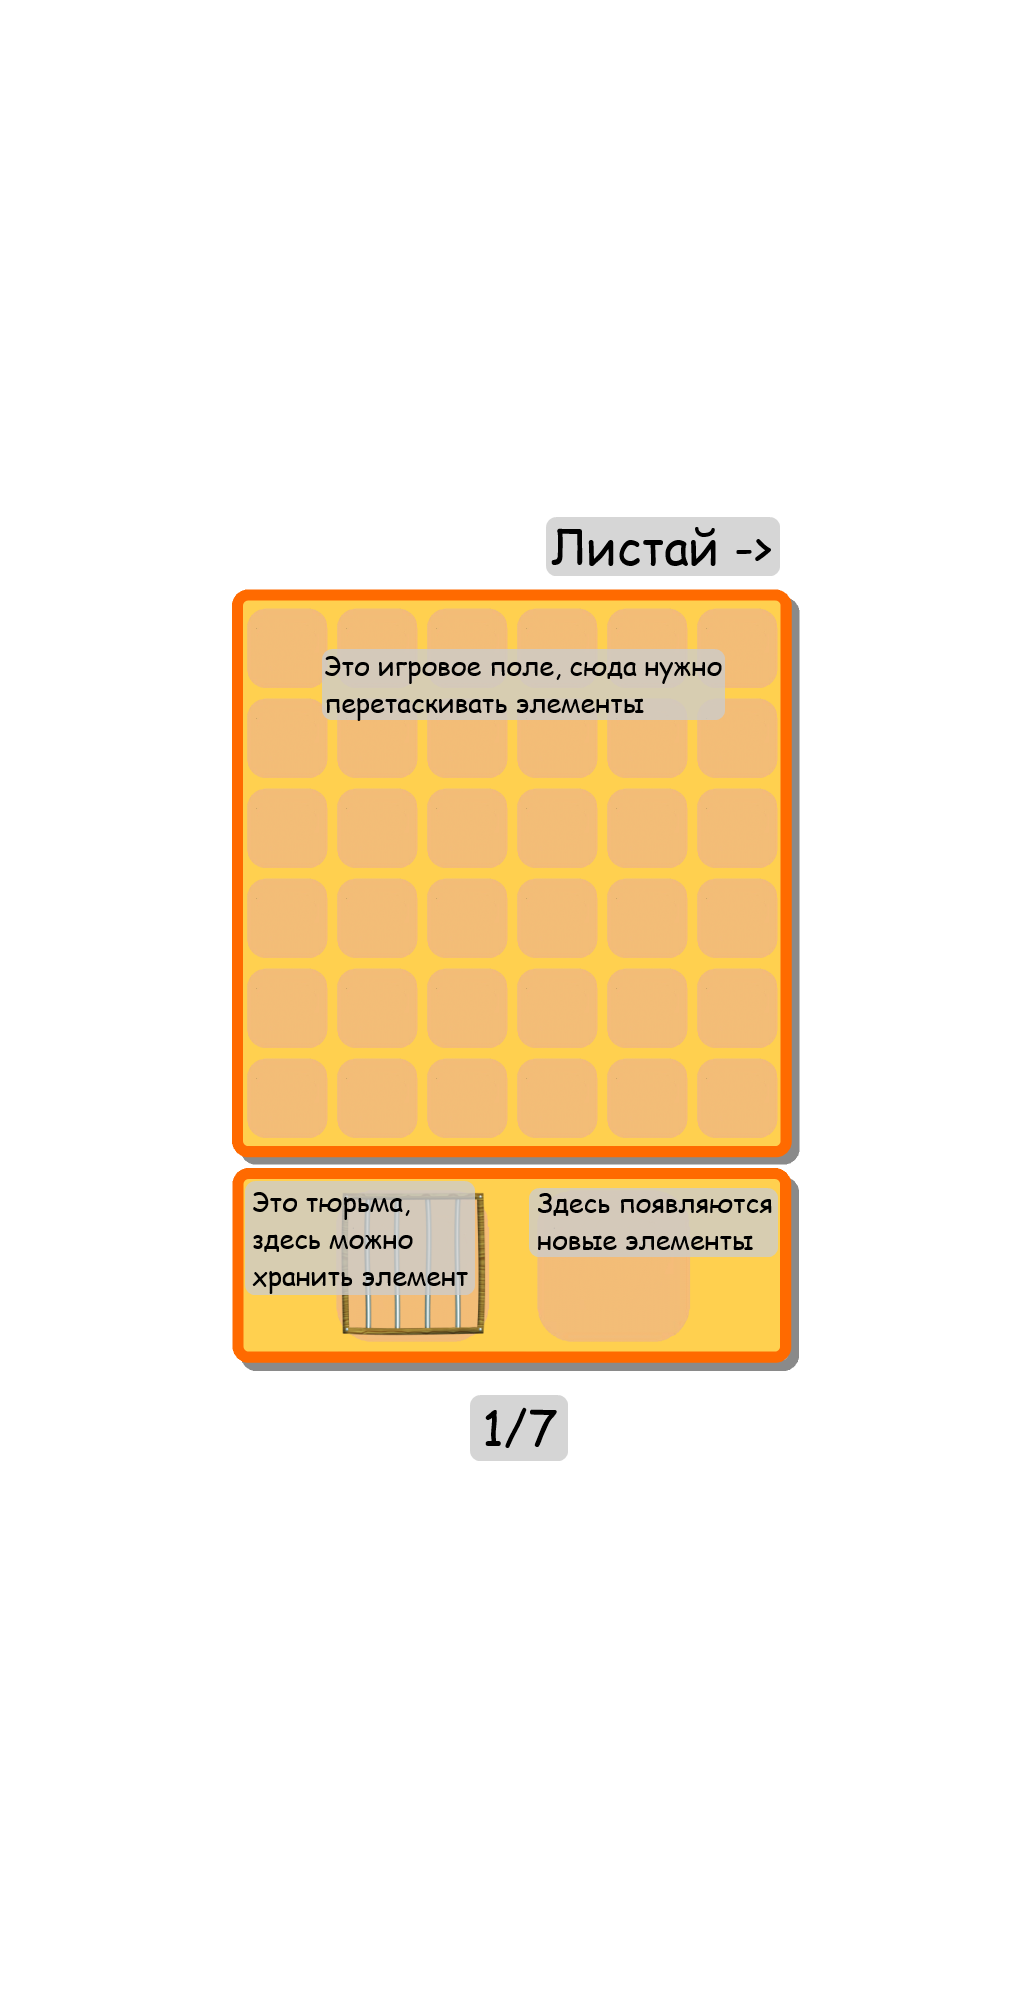 Листай ->
Это игровое поле, сюда нужно
перетаскивать элементы
Это тюрьма,
здесь можно
хранить элемент
Здесь появляются
новые элементы
1/7